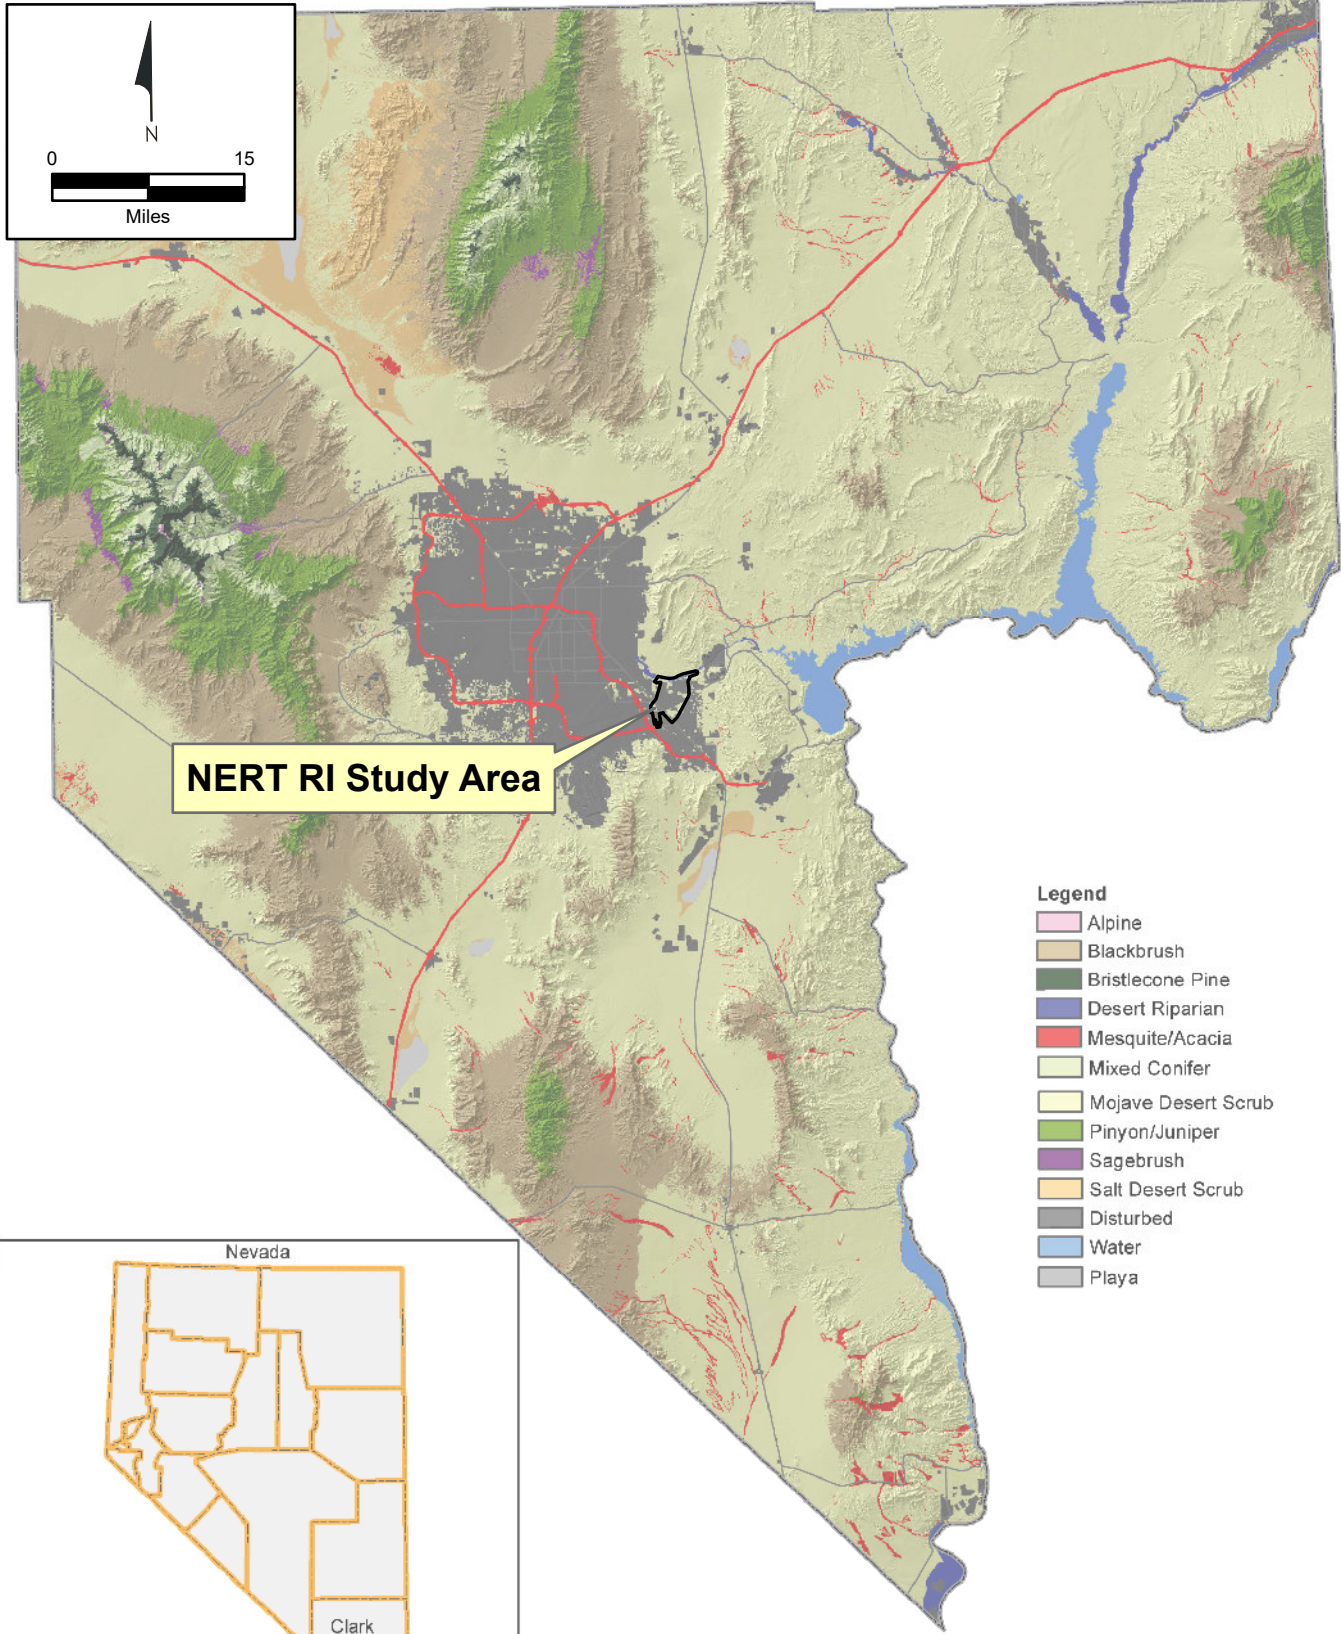 N
0 15
Miles
NERT RI Study Area
Legend
Alpine
Blackbrush
Bristlecone Pine
Desert Riparian
Mesquite/Acacia
Mixed Conifer
Mojave Desert Scrub
Pinyon/Juniper
Sagebrush
Salt Desert Scrub
Disturbed
Water
Playa
Nevada
Clark